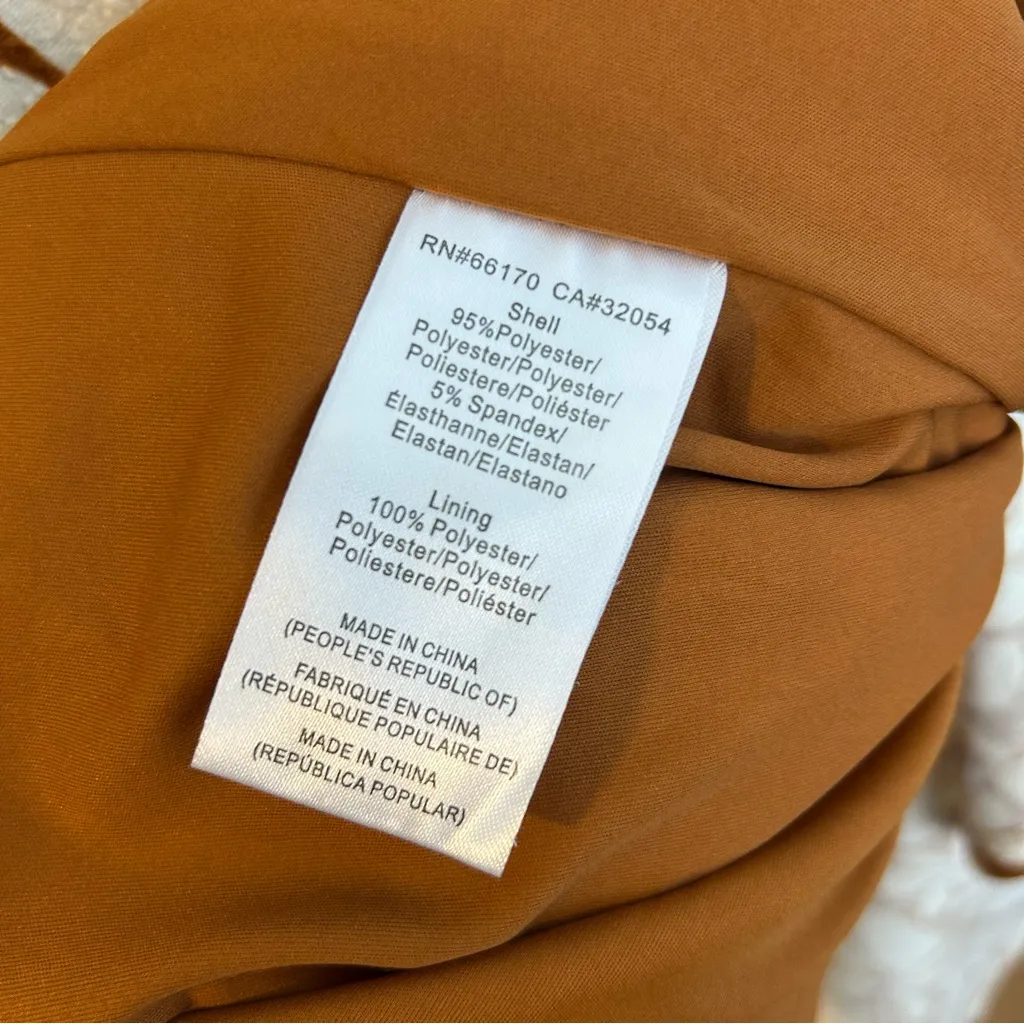 RN#66170 CA#32054
Shell
95%Polyester/
Polyester/Polyester/
Poliestere/Poliéster
5% Spandex/
Élasthanne/Elastan/
Elastan/Elastano
Lining
100% Polyester/
Polyester/Polyester/
Poliestere/Poliéster
MADE IN CHINA
(PEOPLE'S REPUBLIC OF)
FABRIQUÉ EN CHINA
(RÉPUBLIQUE POPULAIRE DE)
MADE IN CHINA
(REPÚBLICA POPULAR)